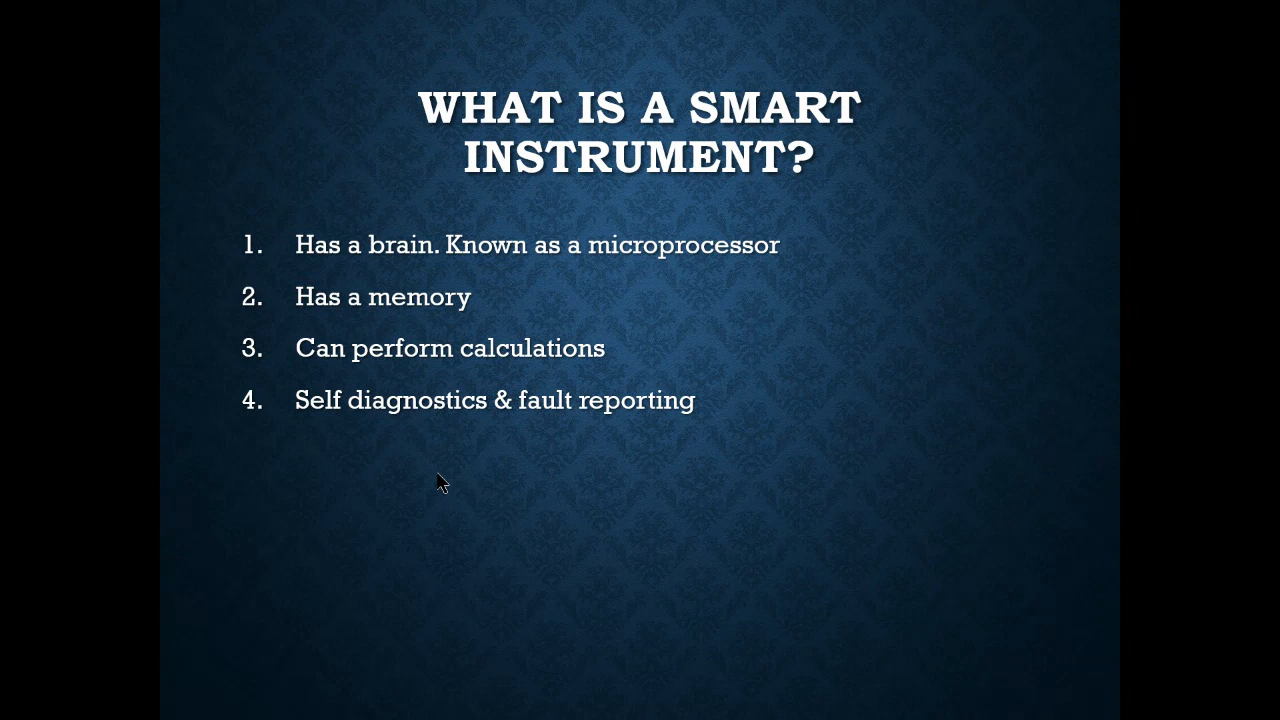 WHAT IS A SMART
INSTRUMENT?
1. Has a brain. Known as a microprocessor
2. Has a memory
3. Can perform calculations
4. Self diagnostics & fault reporting